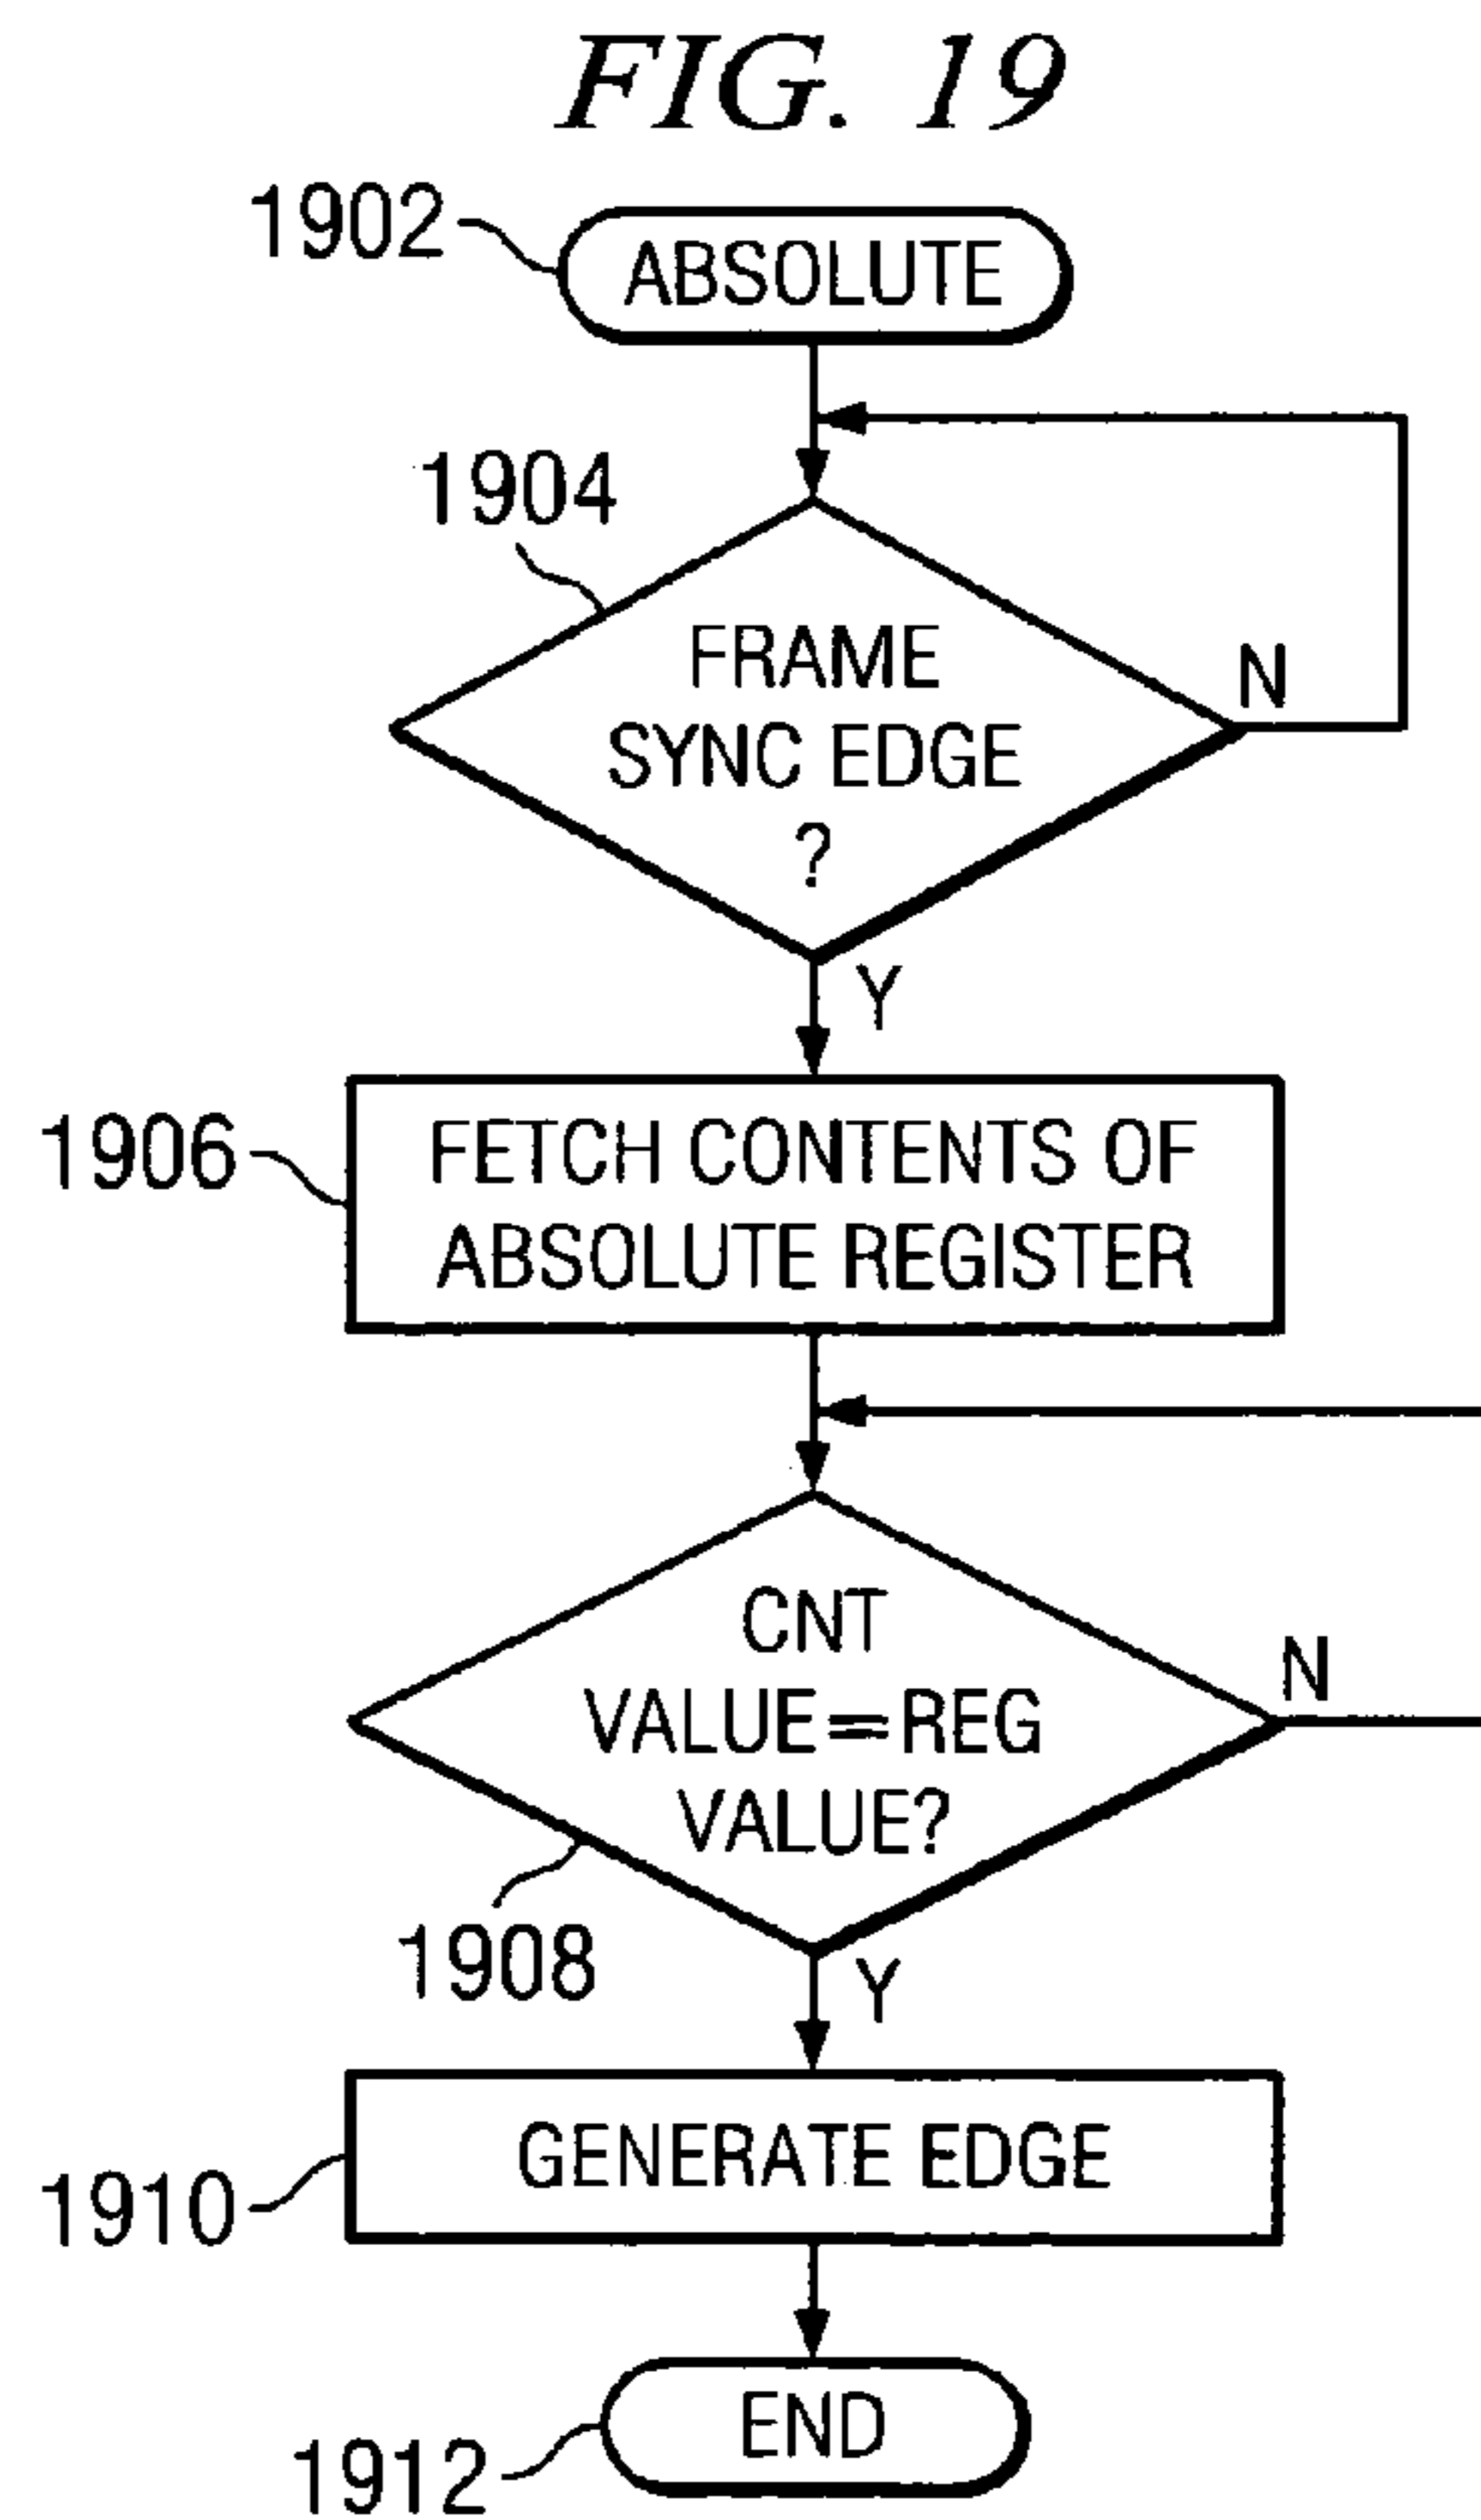 FIG. 19
1902
ABSOLUTE
1904
FRAME
SYNC EDGE
?
N
Y
1906
FETCH CONTENTS OF
ABSOLUTE REGISTER
CNT
VALUE=REG
VALUE?
N
1908
Y
GENERATE EDGE
1910
END
1912